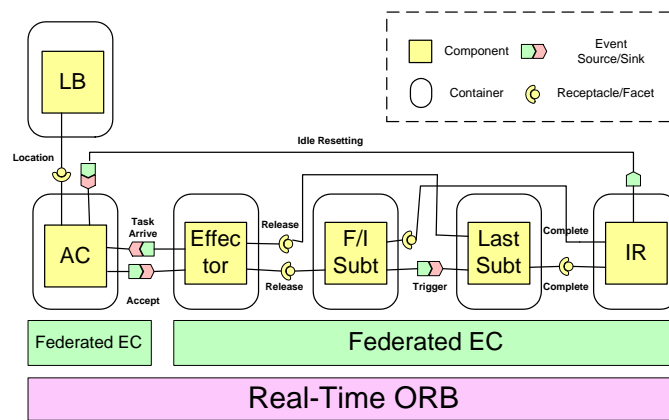 LB
Component
Event
Source/Sink
Container
Receptacle/Facet
Idle Resetting
Location
Task
Arrive
Release
Complete
AC
Effec
tor
F/I
Subt
Last
Subt
IR
Accept
Release
Trigger
Complete
Federated EC
Federated EC
Real-Time ORB